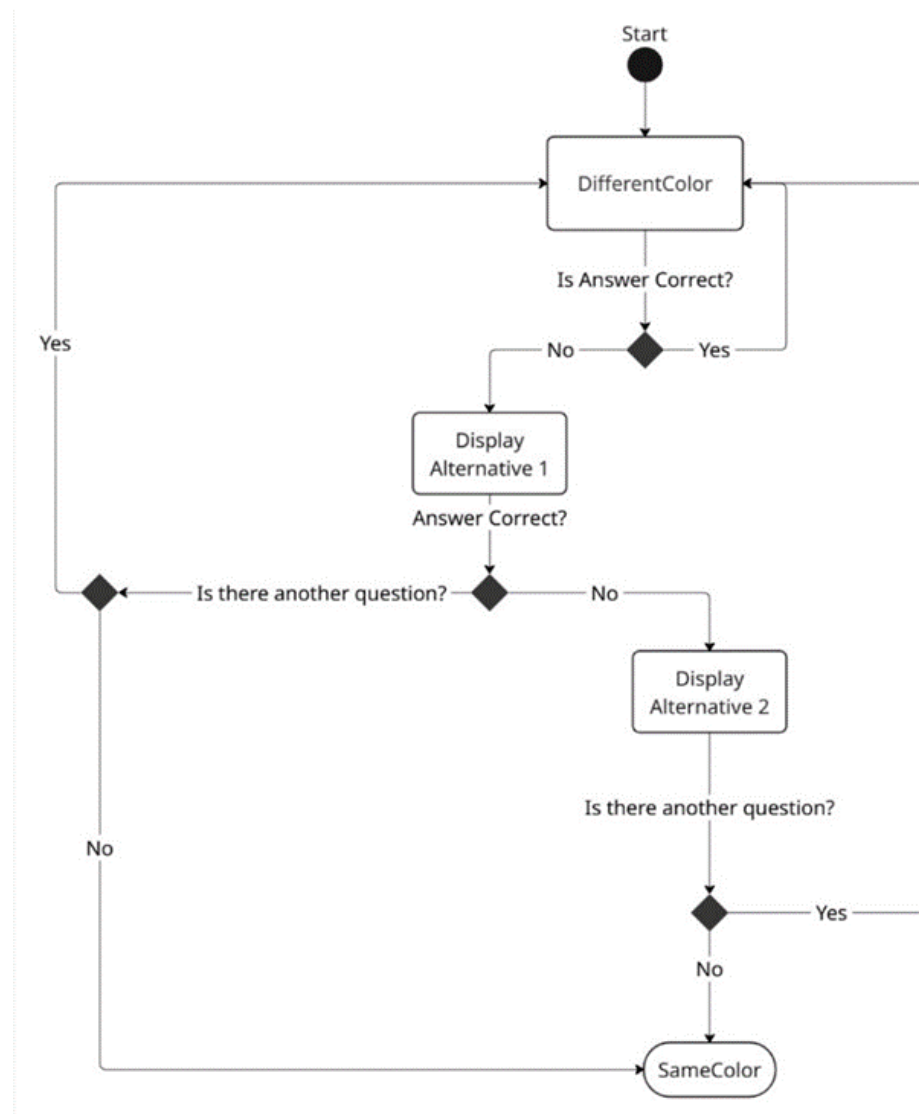 Start
DifferentColor
Is Answer Correct?
Yes
No
Yes
Display
Alternative 1
Answer Correct?
Is there another question?
No
Display
Alternative 2
Is there another question?
No
Yes
No
SameColor